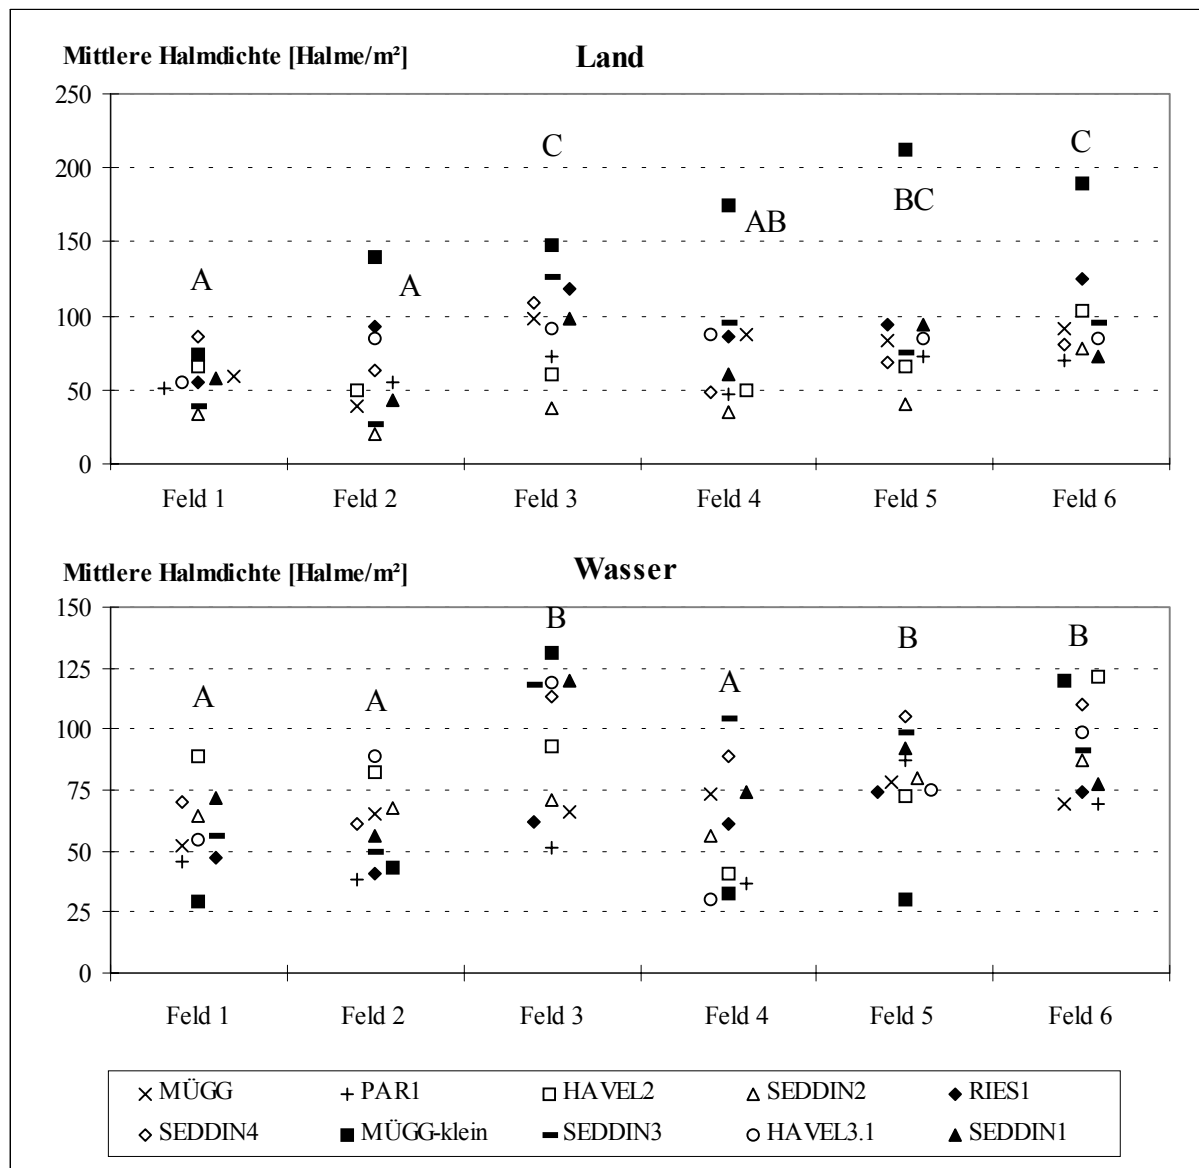 Mittlere Halmdichte [Halme/m²] Land
250
200
150
100
50
0
C C
BC
AB
A A
Feld 1 Feld 2 Feld 3 Feld 4 Feld 5 Feld 6
Mittlere Halmdichte [Halme/m²] Wasser
150
125
100
75
50
25
0
B B B
A A A
Feld 1 Feld 2 Feld 3 Feld 4 Feld 5 Feld 6
MÜGG PAR1 HAVEL2 SEDDIN2 RIES1
SEDDIN4 MÜGG-klein SEDDIN3 HAVEL3.1 SEDDIN1